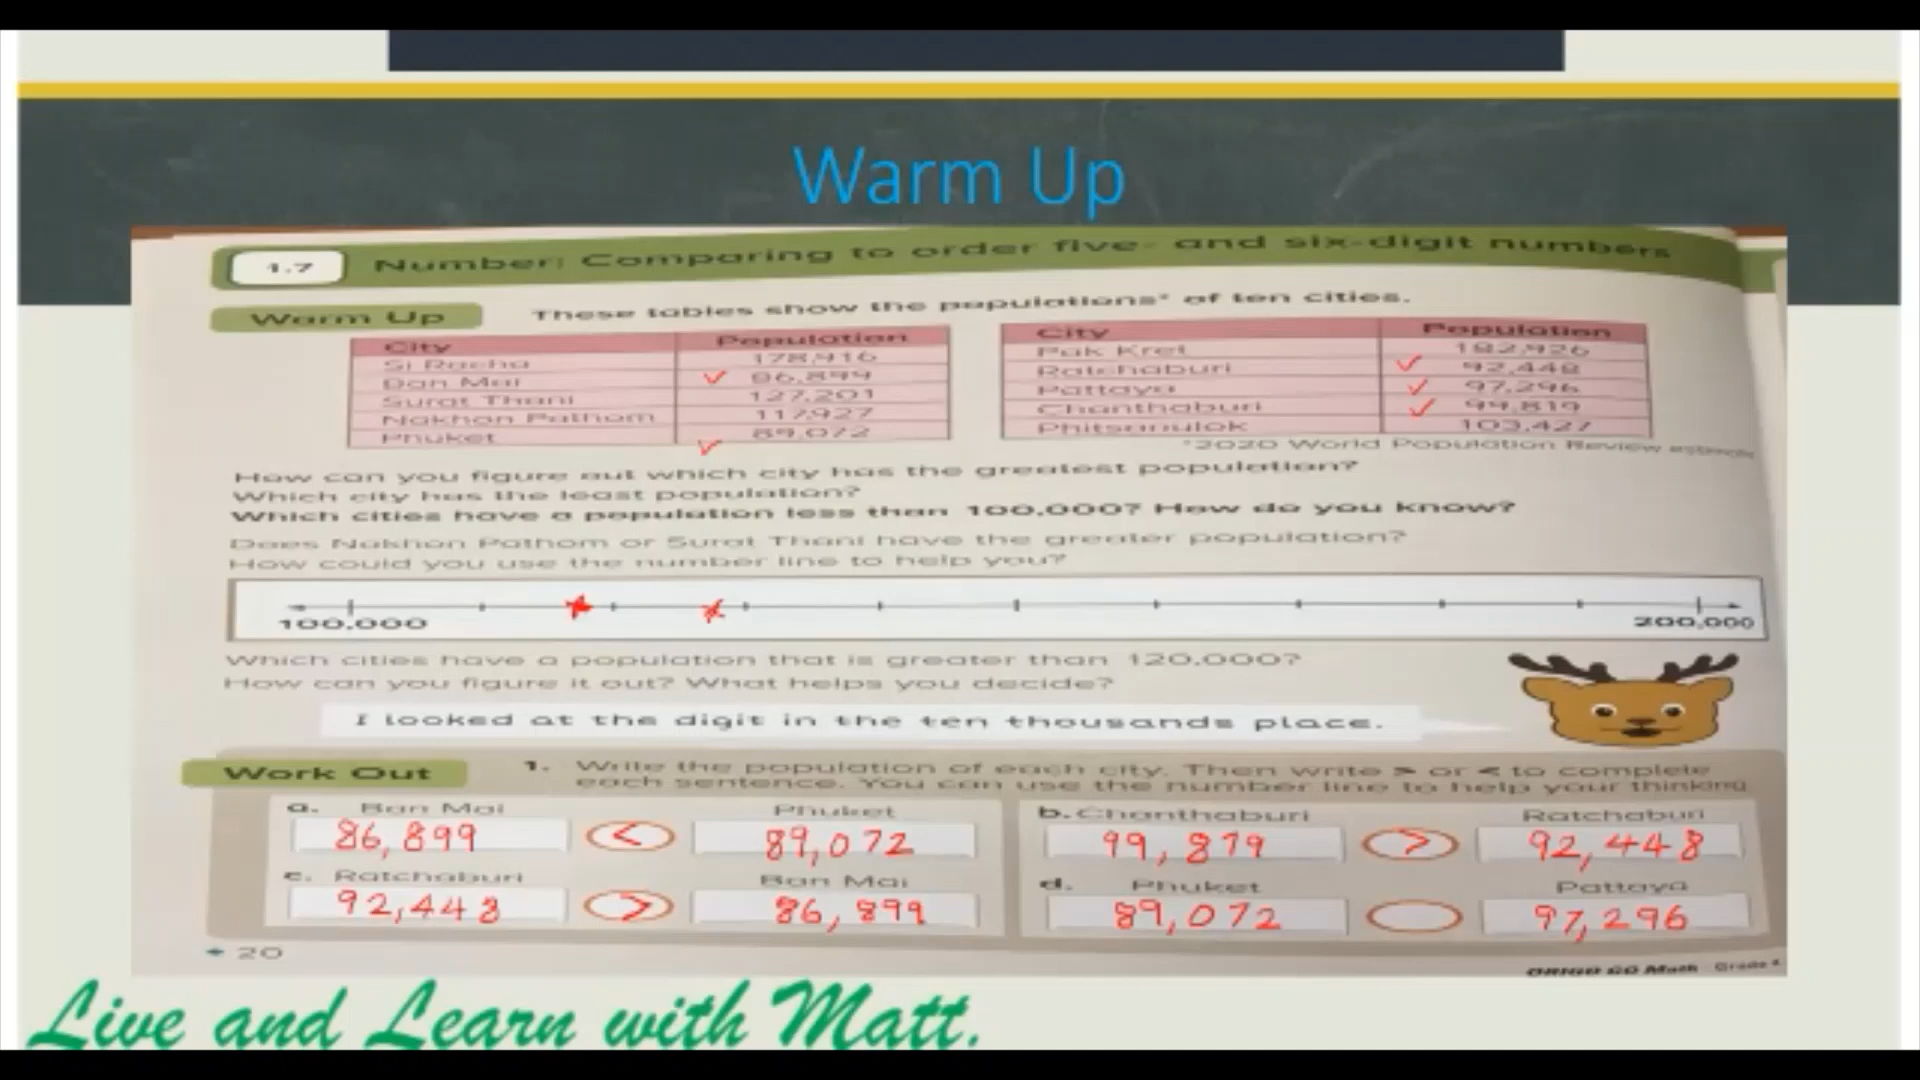 Warm Up
1.7 Number: Comparing to order five- and six-digit numbers
Warm Up These tables show the populations* of ten cities.
City Population
Si Racha 178,916
Ban Mai ✓ 86,899
Surat Thani 127,201
Nakhon Pathom 117,927
Phuket ✓ 89,072
City Population
Pak Kret 182,926
Ratchaburi ✓ 92,448
Pattaya ✓ 97,296
Chanthaburi ✓ 99,819
Phitsanulok 103,427
*2020 World Population Review estimate
How can you figure out which city has the greatest population?
Which city has the least population?
Which cities have a population less than 100,000? How do you know?
Does Nakhon Pathom or Surat Thani have the greater population?
How could you use the number line to help you?
100,000 200,000
Which cities have a population that is greater than 120,000?
How can you figure it out? What helps you decide?
I looked at the digit in the ten thousands place.
Work Out 1. Write the population of each city. Then write > or < to complete
each sentence. You can use the number line to help your thinking.
a. Ban Mai Phuket
86,899 < 89,072
b. Chanthaburi Ratchaburi
99,879 > 92,448
c. Ratchaburi Ban Mai
92,448 > 86,899
d. Phuket Pattaya
89,072 97,296
20
ORIGO GO Math Grade 4
Live and Learn with Matt.